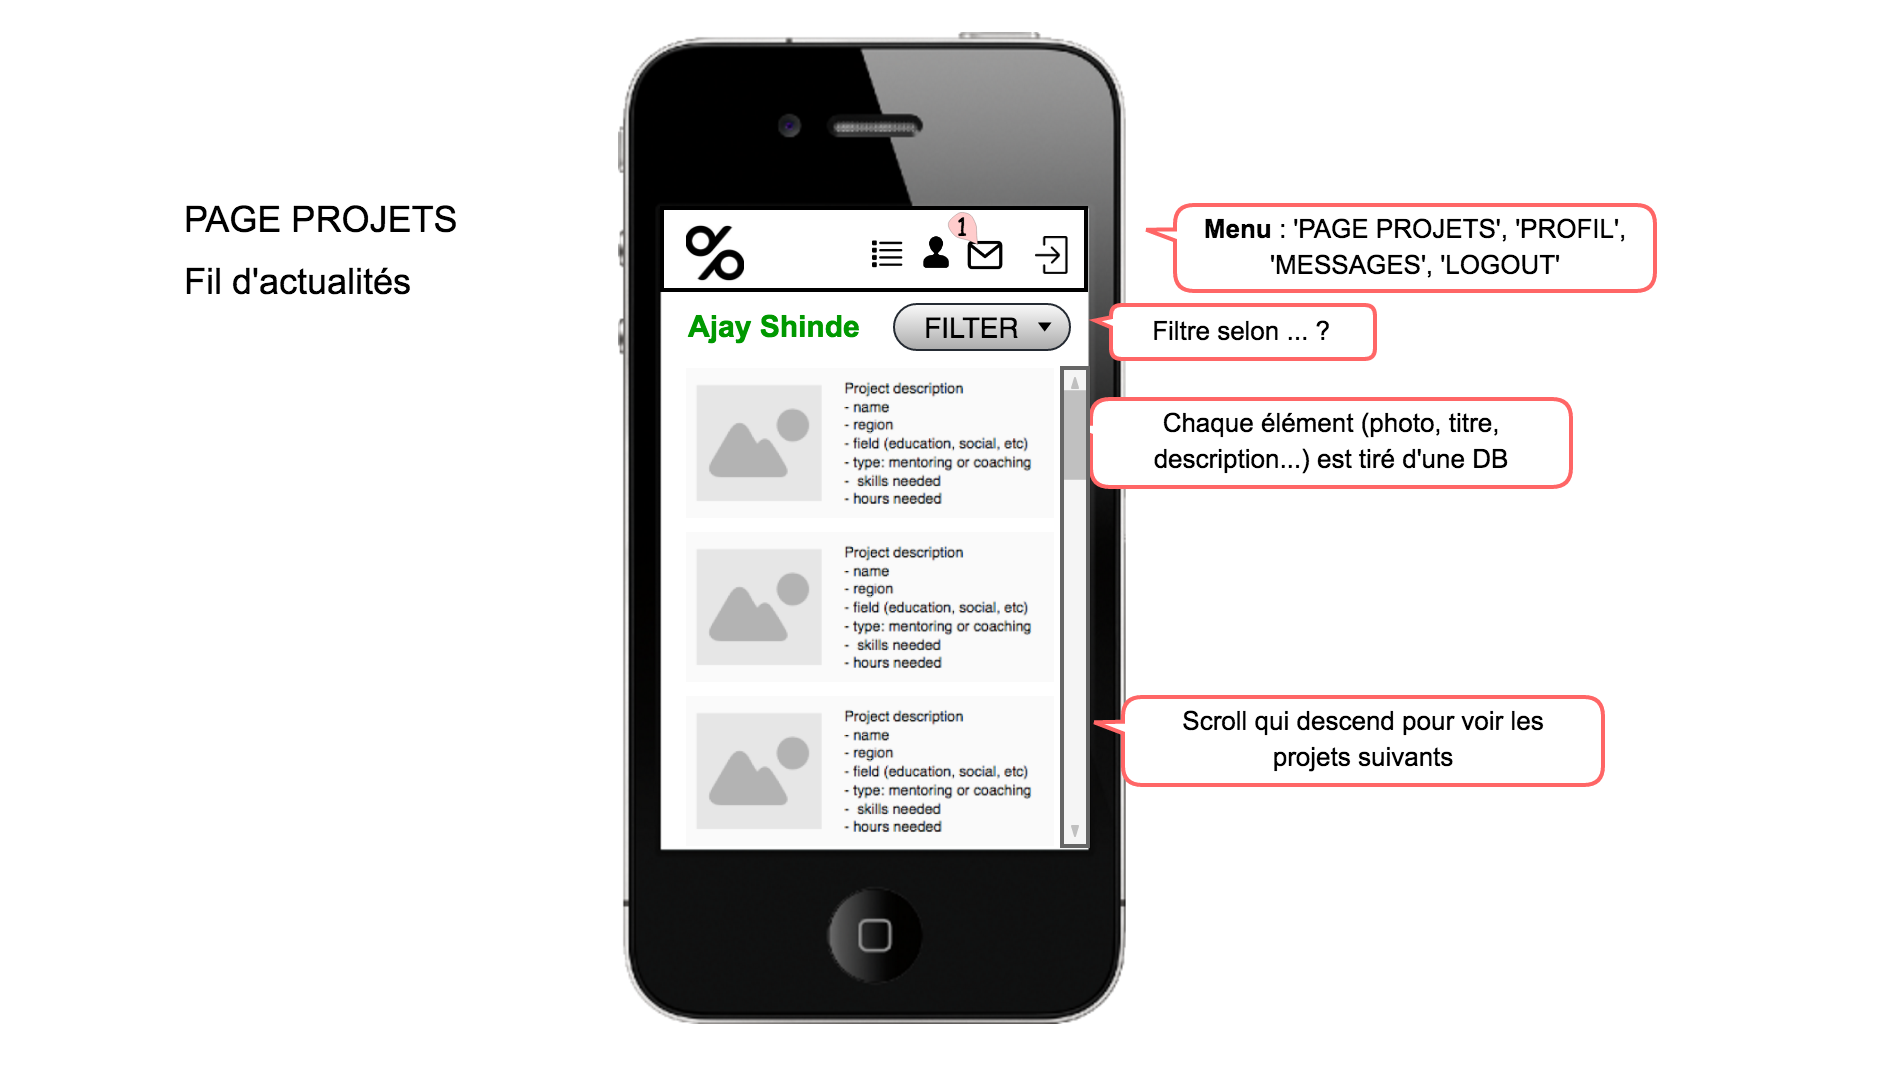 PAGE PROJETS
Fil d'actualités
1
Menu : 'PAGE PROJETS', 'PROFIL',
'MESSAGES', 'LOGOUT'
Ajay Shinde
FILTER
Filtre selon ... ?
Project description
- name
- region
- field (education, social, etc)
- type: mentoring or coaching
-  skills needed
- hours needed
Chaque élément (photo, titre,
description...) est tiré d'une DB
Project description
- name
- region
- field (education, social, etc)
- type: mentoring or coaching
-  skills needed
- hours needed
Project description
- name
- region
- field (education, social, etc)
- type: mentoring or coaching
-  skills needed
- hours needed
Scroll qui descend pour voir les
projets suivants